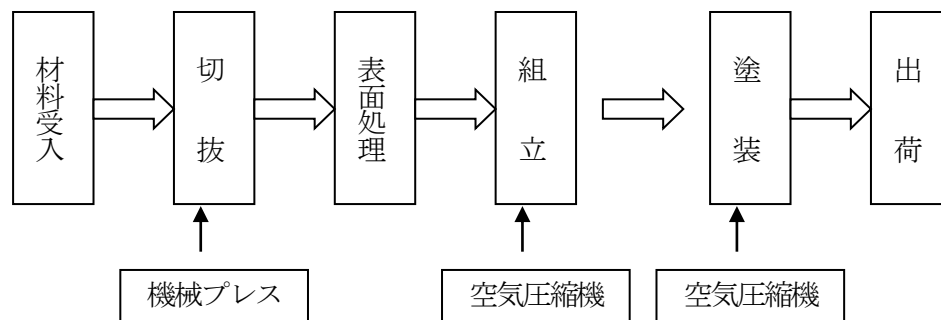 材料受入
切抜
表面処理
組立
塗装
出荷
機械プレス
空気圧縮機
空気圧縮機